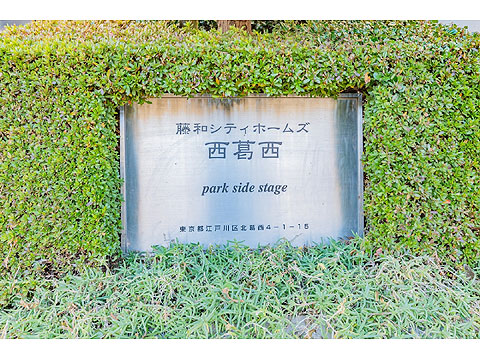 藤和シティホームズ
西葛西
park side stage
東京都江戸川区北葛西4-1-15